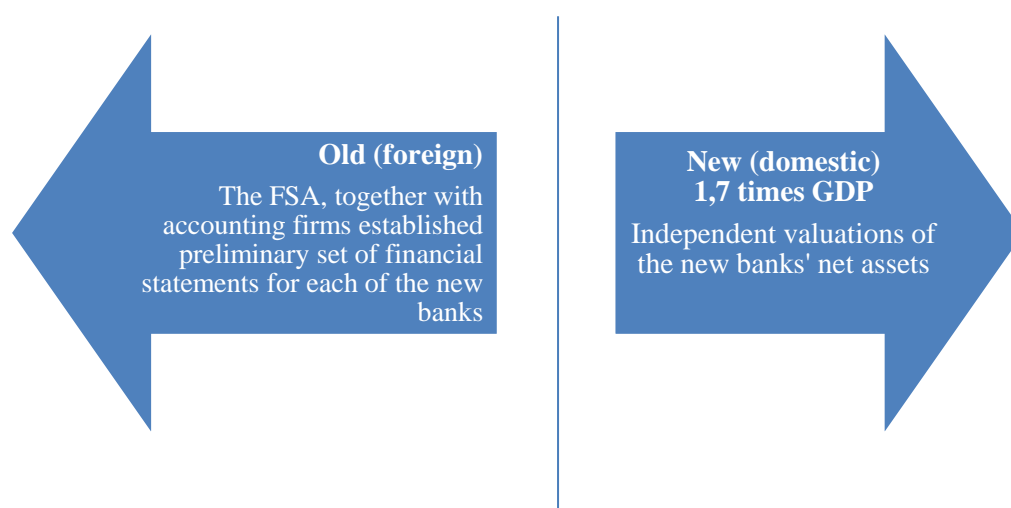 Old (foreign)
The FSA, together with
accounting firms established
preliminary set of financial
statements for each of the new
banks
New (domestic)
1,7 times GDP
Independent valuations of
the new banks' net assets